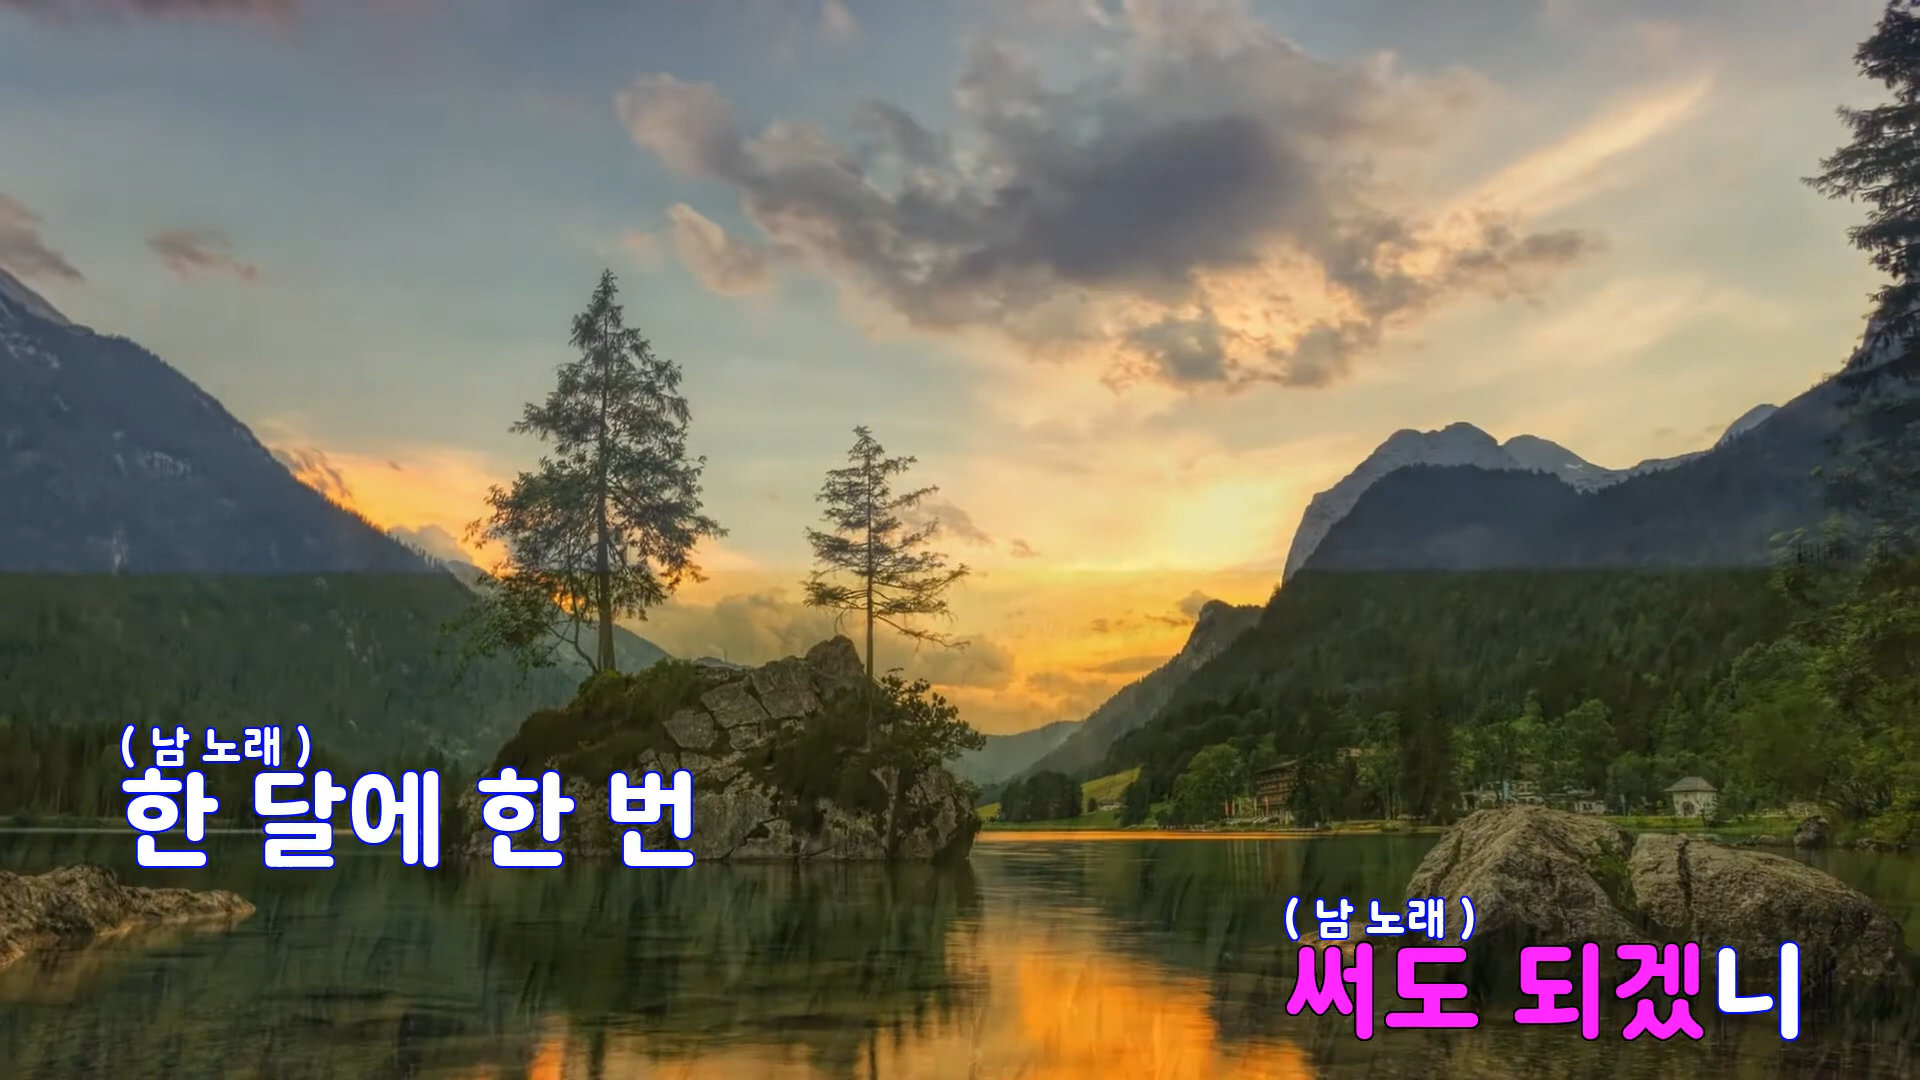 ( 남 노래 )
한 달에 한 번
( 남 노래 )
써도 되겠니